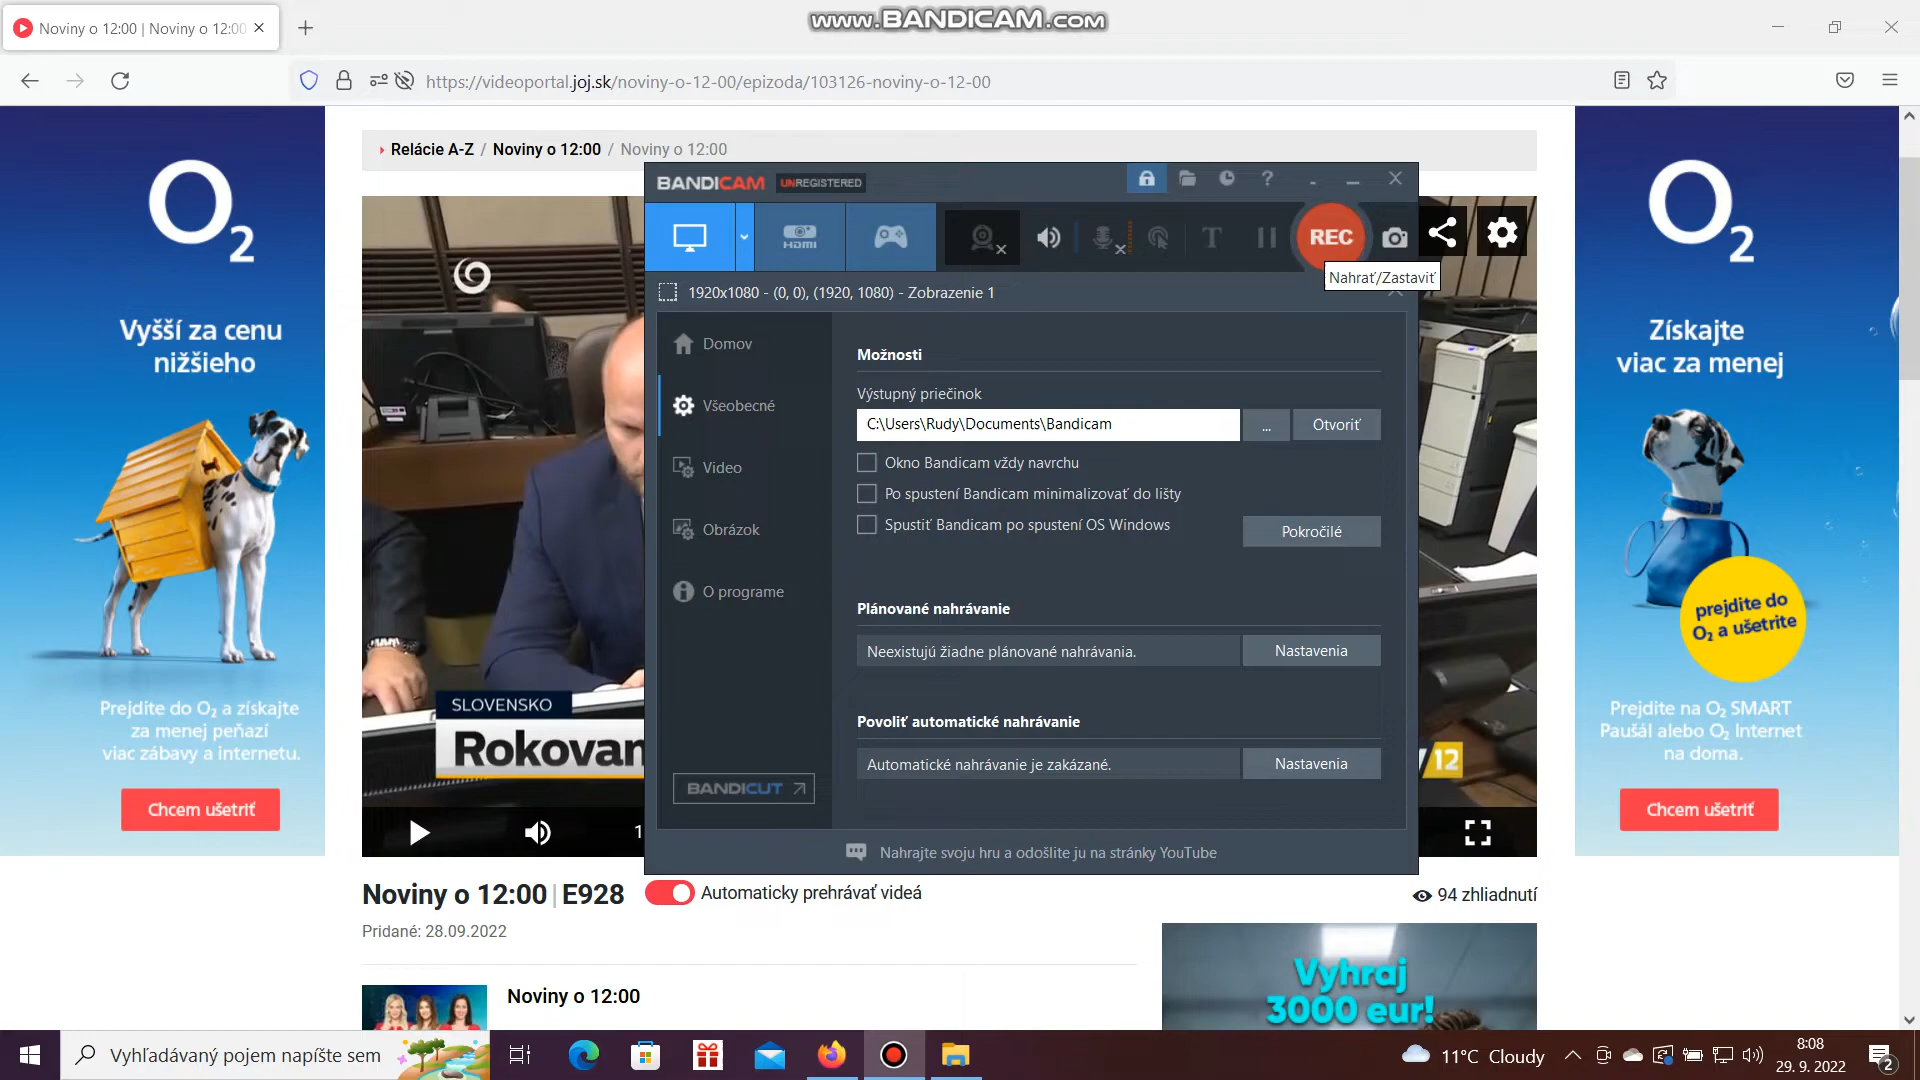 www.BANDICAM.com
Noviny o 12:00 | Noviny o 12:00
https://videoportal.joj.sk/noviny-o-12-00/epizoda/103126-noviny-o-12-00
Relácie A-Z / Noviny o 12:00 / Noviny o 12:00
O2
Vyšší za cenu
nižšieho
Prejdite do O₂ a získajte
za menej peňazí
viac zábavy a internetu.
Chcem ušetriť
BANDICAM UNREGISTERED
HDMI
T
REC
Nahrať/Zastaviť
1920x1080 - (0, 0), (1920, 1080) - Zobrazenie 1
Domov
Všeobecné
Video
Obrázok
O programe
BANDICUT
Možnosti
Výstupný priečinok
C:\Users\Rudy\Documents\Bandicam
...
Otvoriť
Okno Bandicam vždy navrchu
Po spustení Bandicam minimalizovať do lišty
Spustiť Bandicam po spustení OS Windows
Pokročilé
Plánované nahrávanie
Neexistujú žiadne plánované nahrávania.
Nastavenia
Povoliť automatické nahrávanie
Automatické nahrávanie je zakázané.
Nastavenia
Nahrajte svoju hru a odošlite ju na stránky YouTube
SLOVENSKO
Rokovan
12
1
O2
Získajte
viac za menej
prejdite do
O₂ a ušetrite
Prejdite na O₂ SMART
Paušál alebo O₂ Internet
na doma.
Chcem ušetriť
Noviny o 12:00 | E928
Automaticky prehrávať videá
94 zhliadnutí
Pridané: 28.09.2022
Noviny o 12:00
Vyhraj
3000 eur!
Vyhľadávaný pojem napíšte sem
11°C Cloudy
8:08
29. 9. 2022
2